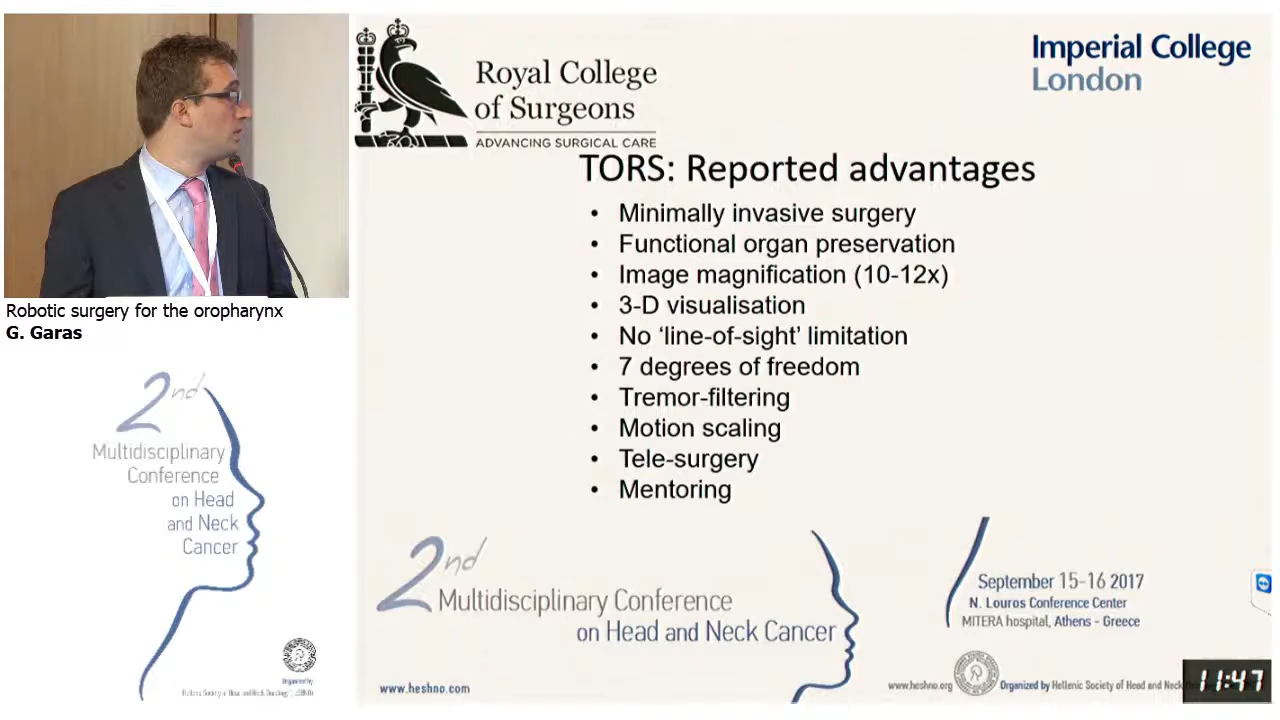 Royal College
of Surgeons
ADVANCING SURGICAL CARE
Imperial College
London
TORS: Reported advantages
• Minimally invasive surgery
• Functional organ preservation
• Image magnification (10-12x)
• 3-D visualisation
• No ‘line-of-sight’ limitation
• 7 degrees of freedom
• Tremor-filtering
• Motion scaling
• Tele-surgery
• Mentoring
Robotic surgery for the oropharynx
G. Garas
2nd
Multidisciplinary
Conference
on Head
and Neck
Cancer
Organized by
2nd
Multidisciplinary Conference
on Head and Neck Cancer
September 15-16 2017
N. Louros Conference Center
MITERA hospital, Athens - Greece
www.heshno.com
www.heshno.org
Organized by Hellenic Society of Head and Neck
11:47